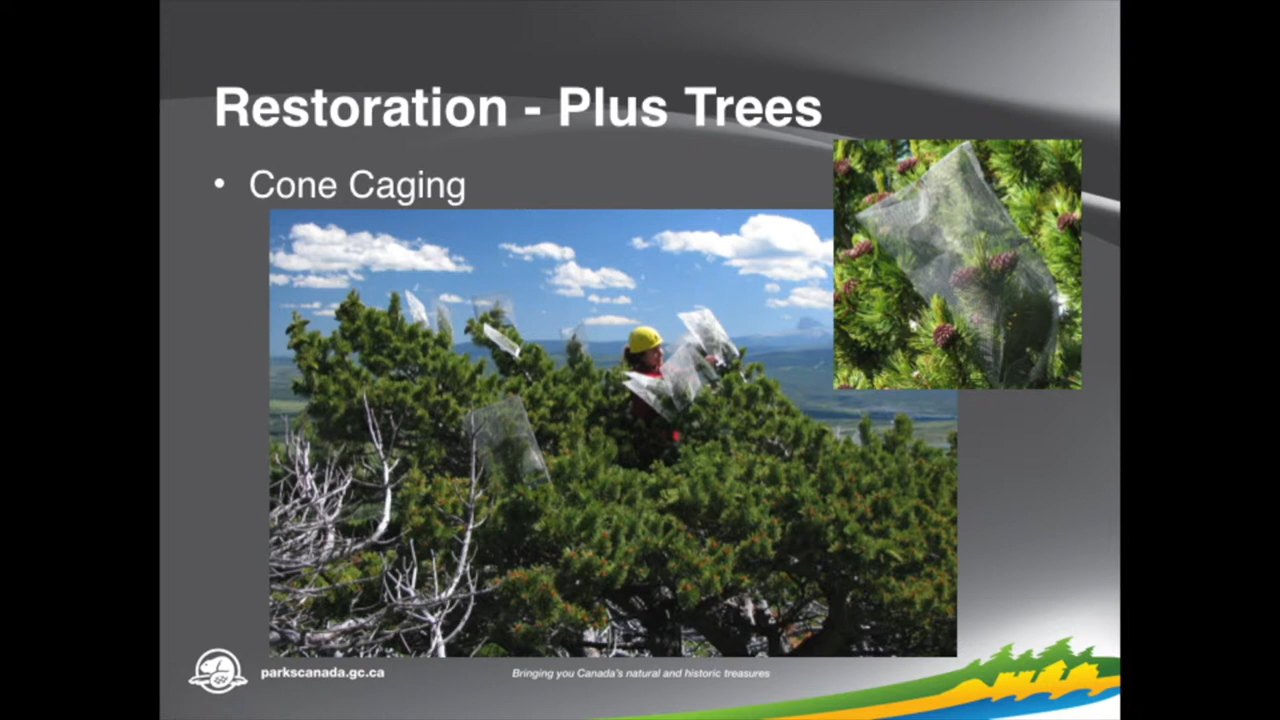 Restoration - Plus Trees
• Cone Caging
parkscanada.gc.ca
Bringing you Canada's natural and historic treasures